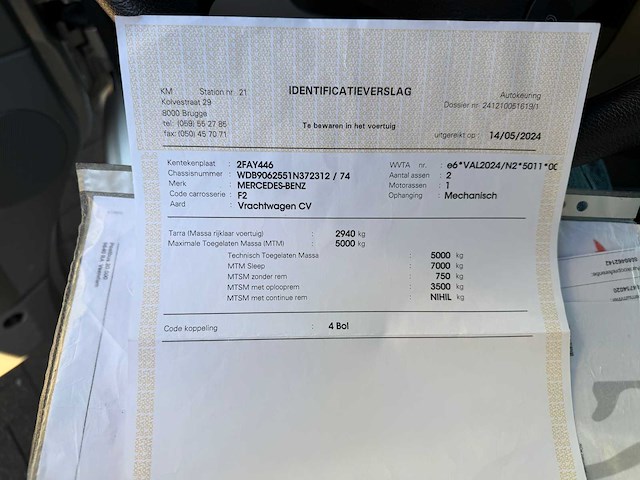 IDENTIFICATIEVERSLAG
KM Station nr. 21
Kolvestraat 29
8000 Brugge
tel: (059) 55 27 85
fax: (050) 45 70 71
Autokeuring
Dossier nr. 241210051619/1
Te bewaren in het voertuig
uitgereikt op : 14/05/2024
Kentekenplaat : 2FAY446
Chassisnummer : WDB9062551N372312 / 74
Merk : MERCEDES-BENZ
Code carrosserie : F2
Aard : Vrachtwagen CV
WVTA nr. : e6*VAL2024/N2*5011*00
Aantal assen : 2
Motorassen : 1
Ophanging : Mechanisch
Tarra (Massa rijklaar voertuig) : 2940 kg
Maximale Toegelaten Massa (MTM) : 5000 kg
Technisch Toegelaten Massa : 5000 kg
MTM Sleep : 7000 kg
MTSM zonder rem : 750 kg
MTSM met oplooprem : 3500 kg
MTSM met continue rem : NIHIL kg
Code koppeling : 4 Bol